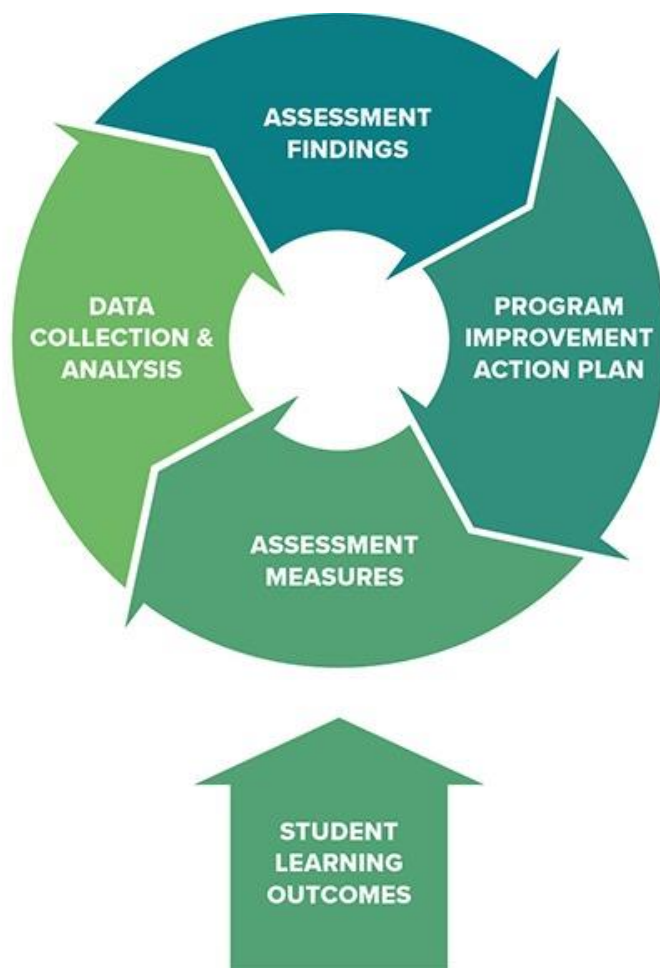 ASSESSMENT
FINDINGS
DATA
COLLECTION &
ANALYSIS
PROGRAM
IMPROVEMENT
ACTION PLAN
ASSESSMENT
MEASURES
STUDENT
LEARNING
OUTCOMES